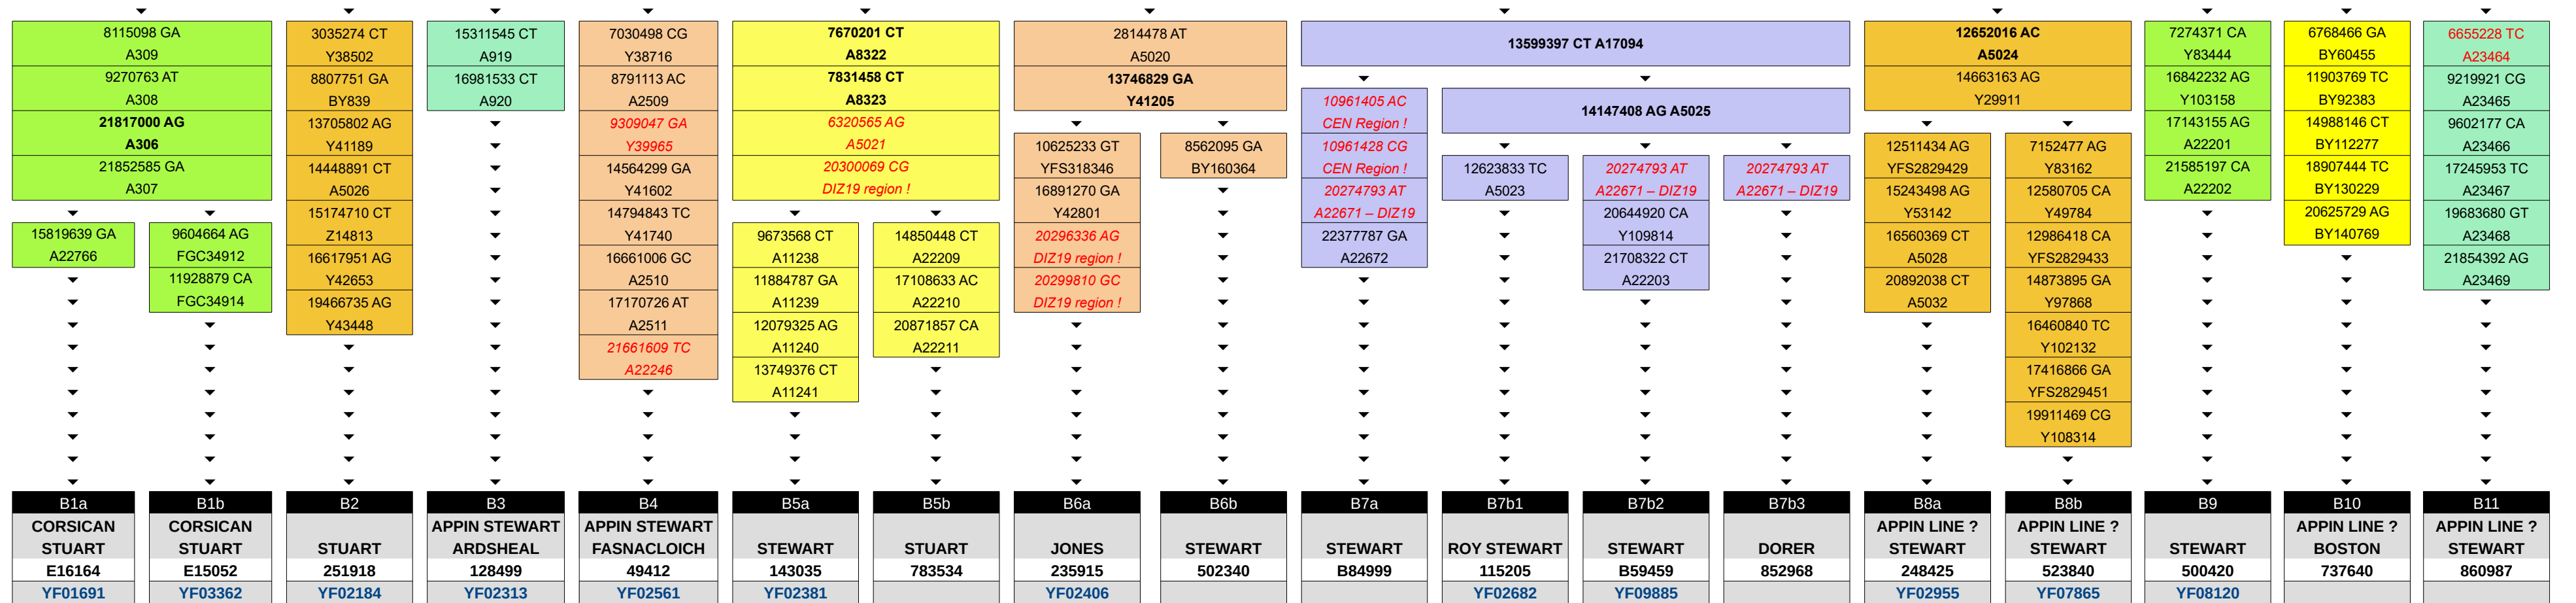 8115098 GA
A309
9270763 AT
A308
21817000 AG
A306
21852585 GA
A307
15819639 GA
A22766
9604664 AG
FGC34912
11928879 CA
FGC34914
3035274 CT
Y38502
8807751 GA
BY839
13705802 AG
Y41189
14448891 CT
A5026
15174710 CT
Z14813
16617951 AG
Y42653
19466735 AG
Y43448
15311545 CT
A919
16981533 CT
A920
7030498 CG
Y38716
8791113 AC
A2509
9309047 GA
Y39965
14564299 GA
Y41602
14794843 TC
Y41740
16661006 GC
A2510
17170726 AT
A2511
21661609 TC
A22246
7670201 CT
A8322
7831458 CT
A8323
6320565 AG
A5021
20300069 CG
DIZ19 region !
9673568 CT
A11238
11884787 GA
A11239
12079325 AG
A11240
13749376 CT
A11241
14850448 CT
A22209
17108633 AC
A22210
20871857 CA
A22211
2814478 AT
A5020
13746829 GA
Y41205
10625233 GT
YFS318346
16891270 GA
Y42801
20296336 AG
DIZ19 region !
20299810 GC
DIZ19 region !
8562095 GA
BY160364
13599397 CT A17094
10961405 AC
CEN Region !
10961428 CG
CEN Region !
20274793 AT
A22671 – DIZ19
22377787 GA
A22672
14147408 AG A5025
12623833 TC
A5023
20274793 AT
A22671 – DIZ19
20644920 CA
Y109814
21708322 CT
A22203
20274793 AT
A22671 – DIZ19
12652016 AC
A5024
14663163 AG
Y29911
12511434 AG
YFS2829429
15243498 AG
Y53142
16560369 CT
A5028
20892038 CT
A5032
7152477 AG
Y83162
12580705 CA
Y49784
12986418 CA
YFS2829433
14873895 GA
Y97868
16460840 TC
Y102132
17416866 GA
YFS2829451
19911469 CG
Y108314
7274371 CA
Y83444
16842232 AG
Y103158
17143155 AG
A22201
21585197 CA
A22202
6768466 GA
BY60455
11903769 TC
BY92383
14988146 CT
BY112277
18907444 TC
BY130229
20625729 AG
BY140769
6655228 TC
A23464
9219921 CG
A23465
9602177 CA
A23466
17245953 TC
A23467
19683680 GT
A23468
21854392 AG
A23469
B1a
CORSICAN
STUART
E16164
YF01691
B1b
CORSICAN
STUART
E15052
YF03362
B2
STUART
251918
YF02184
B3
APPIN STEWART
ARDSHEAL
128499
YF02313
B4
APPIN STEWART
FASNACLOICH
49412
YF02561
B5a
STEWART
143035
YF02381
B5b
STUART
783534
B6a
JONES
235915
YF02406
B6b
STEWART
502340
B7a
STEWART
B84999
B7b1
ROY STEWART
115205
YF02682
B7b2
STEWART
B59459
YF09885
B7b3
DORER
852968
B8a
APPIN LINE ?
STEWART
248425
YF02955
B8b
APPIN LINE ?
STEWART
523840
YF07865
B9
STEWART
500420
YF08120
B10
APPIN LINE ?
BOSTON
737640
B11
APPIN LINE ?
STEWART
860987